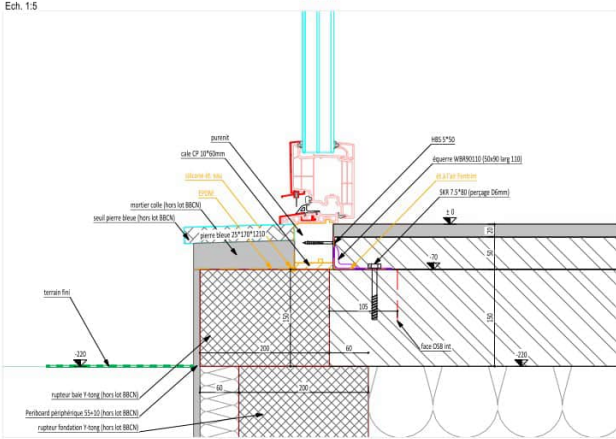 Ech. 1:5
purenit
cale CP 10*60mm
silicone et eau
EPDM
mortier colle (hors lot BBCN)
seuil pierre bleue (hors lot BBCN)
pierre bleue 25*170*1210
HBS 5*50
équerre WBR90110 (50x90 larg 110)
ét à l'air Fentrim
SKR 7.5*80 (perçage D6mm)
± 0
20
-70
50
terrain fini
-220
150
105
150
200
60
face OSB int
-220
60
200
rupteur baie Y-tong (hors lot BBCN)
Periboard périphérique 55+10 (hors lot BBCN)
rupteur fondation Y-tong (hors lot BBCN)